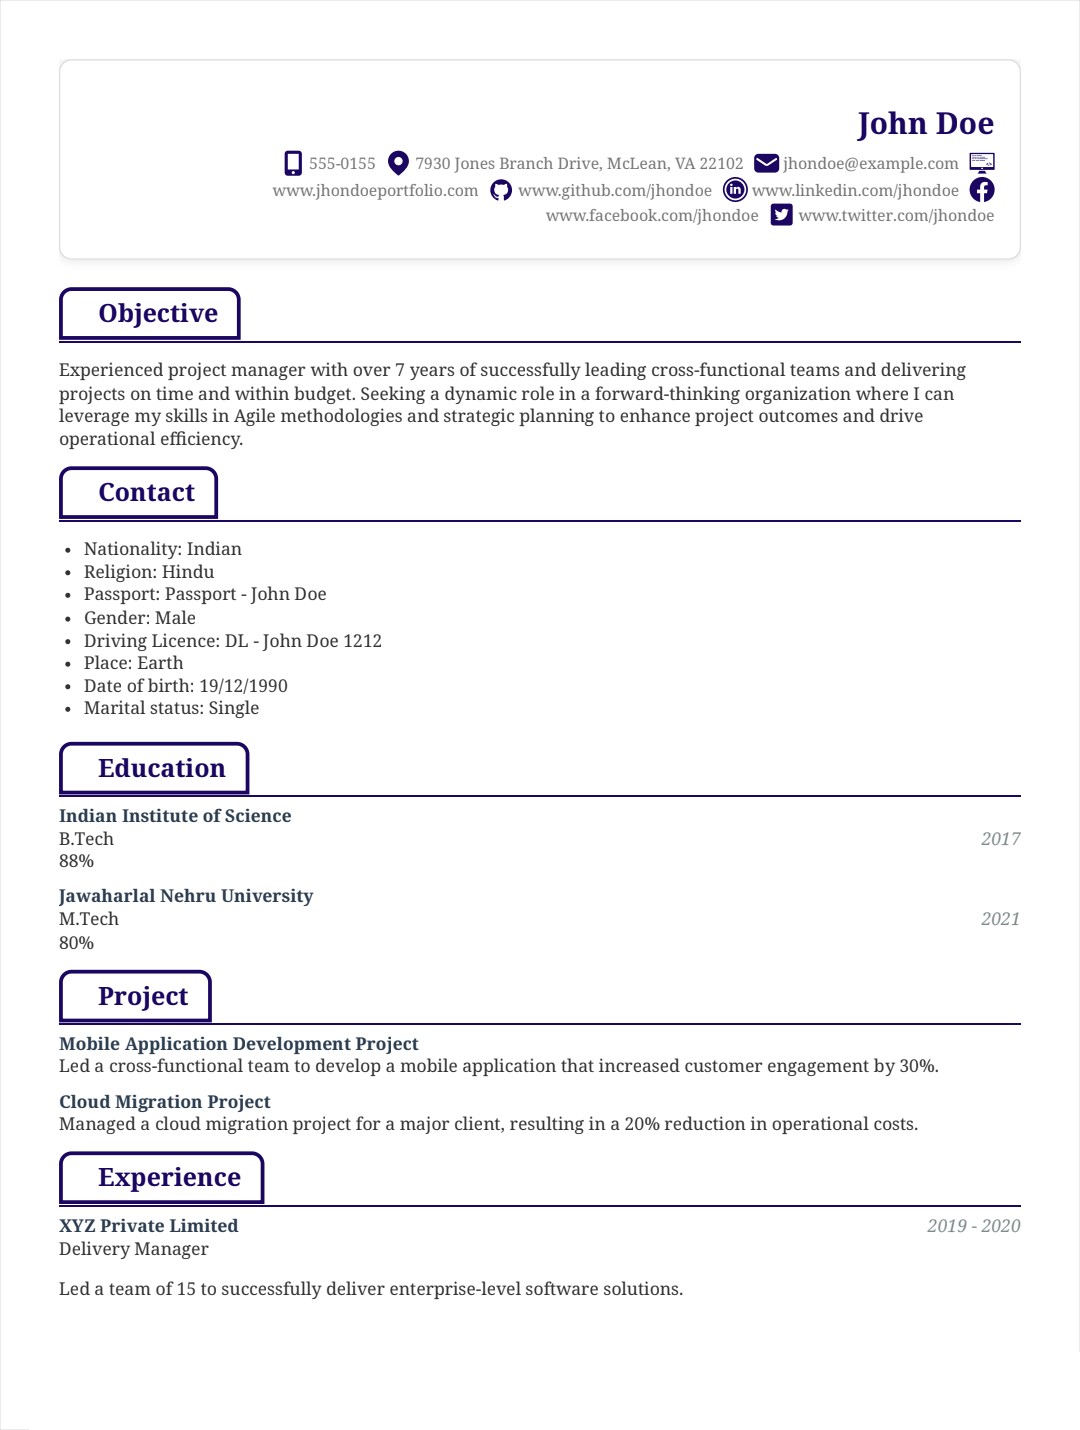 John Doe
555-0155 7930 Jones Branch Drive, McLean, VA 22102 jhondoe@example.com
www.jhondoeportfolio.com www.github.com/jhondoe www.linkedin.com/jhondoe
www.facebook.com/jhondoe www.twitter.com/jhondoe
Objective
Experienced project manager with over 7 years of successfully leading cross-functional teams and delivering
projects on time and within budget. Seeking a dynamic role in a forward-thinking organization where I can
leverage my skills in Agile methodologies and strategic planning to enhance project outcomes and drive
operational efficiency.
Contact
• Nationality: Indian
• Religion: Hindu
• Passport: Passport - John Doe
• Gender: Male
• Driving Licence: DL - John Doe 1212
• Place: Earth
• Date of birth: 19/12/1990
• Marital status: Single
Education
Indian Institute of Science
B.Tech 2017
88%
Jawaharlal Nehru University
M.Tech 2021
80%
Project
Mobile Application Development Project
Led a cross-functional team to develop a mobile application that increased customer engagement by 30%.
Cloud Migration Project
Managed a cloud migration project for a major client, resulting in a 20% reduction in operational costs.
Experience
XYZ Private Limited 2019 - 2020
Delivery Manager
Led a team of 15 to successfully deliver enterprise-level software solutions.